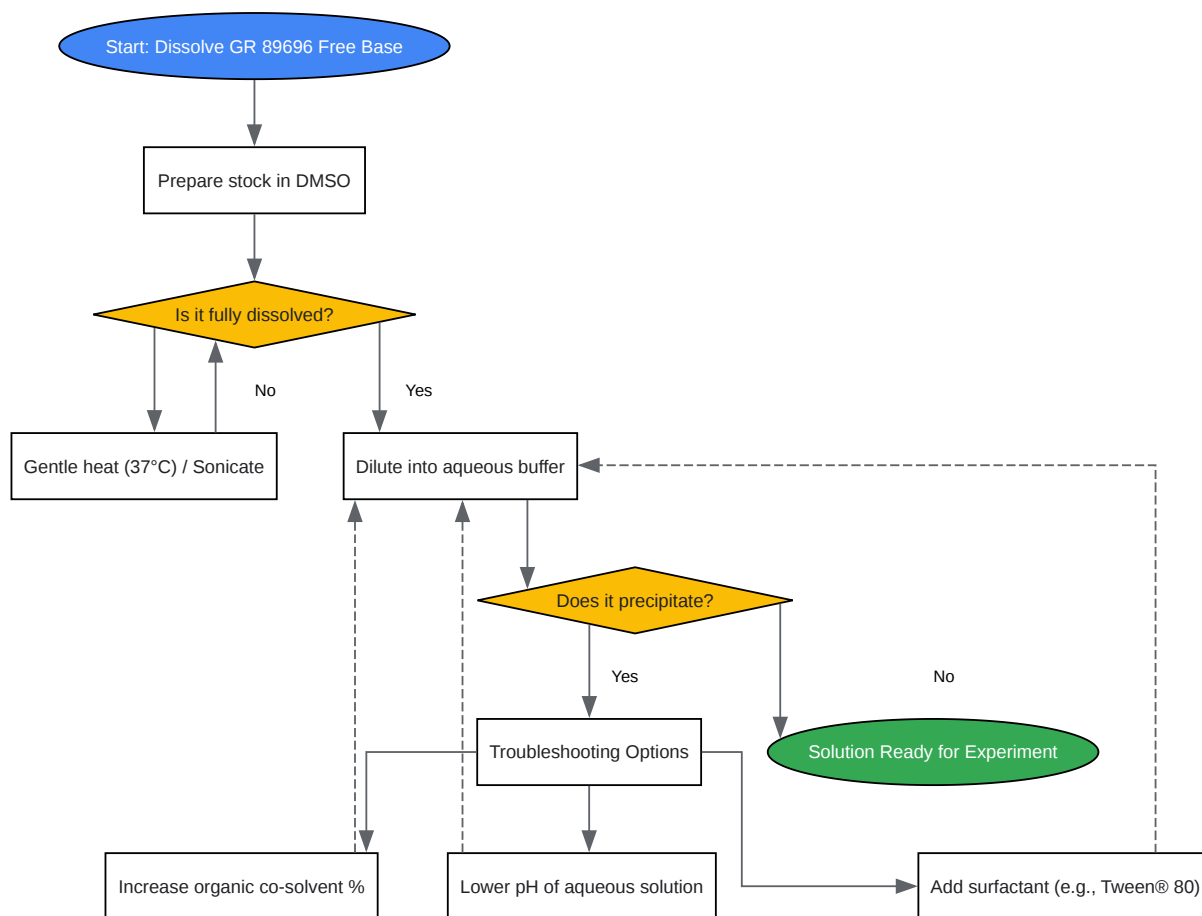 Start: Dissolve GR 89696 Free Base
Prepare stock in DMSO
Is it fully dissolved?
No
Yes
Gentle heat (37°C) / Sonicate
Dilute into aqueous buffer
Does it precipitate?
Yes
No
Troubleshooting Options
Solution Ready for Experiment
Increase organic co-solvent %
Lower pH of aqueous solution
Add surfactant (e.g., Tween® 80)